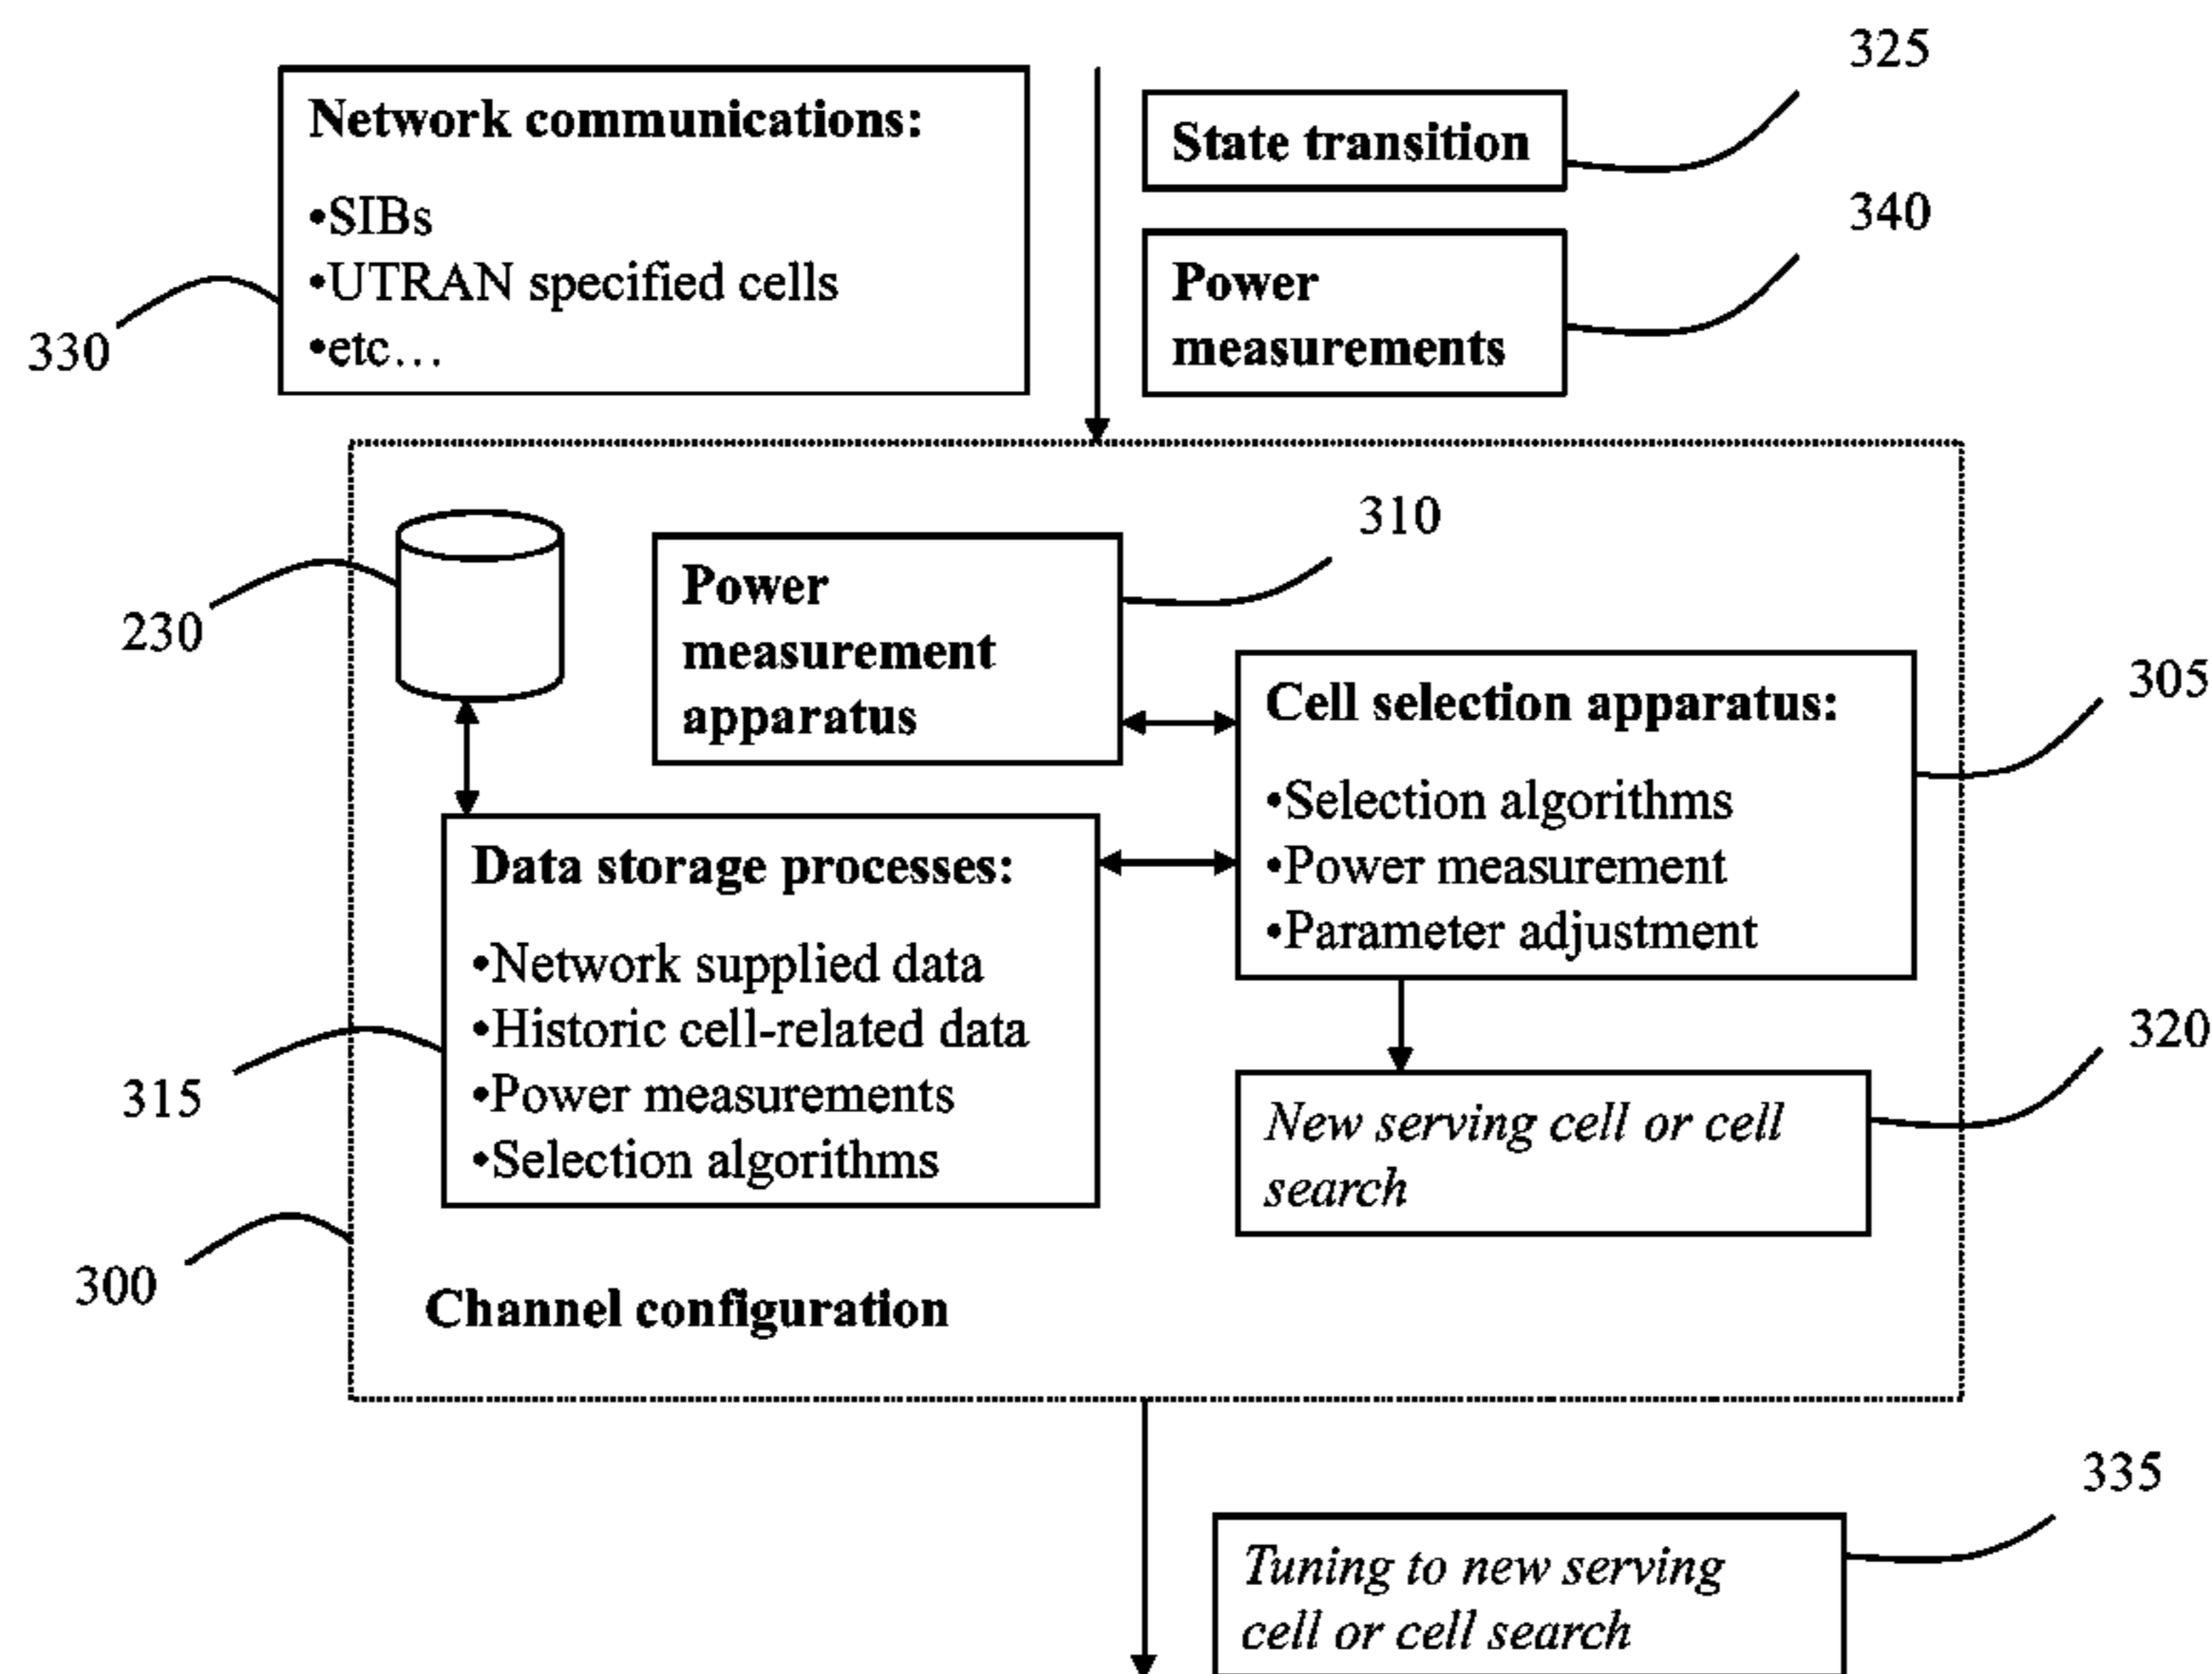 325
Network communications:
State transition
•SIBs
340
•UTRAN specified cells
Power
measurements
•etc…
330
310
Power
measurement
apparatus
230
305
Cell selection apparatus:
•Selection algorithms
•Power measurement
•Parameter adjustment
Data storage processes:
•Network supplied data
•Historic cell-related data
•Power measurements
•Selection algorithms
315
320
New serving cell or cell
search
300
Channel configuration
335
Tuning to new serving
cell or cell search